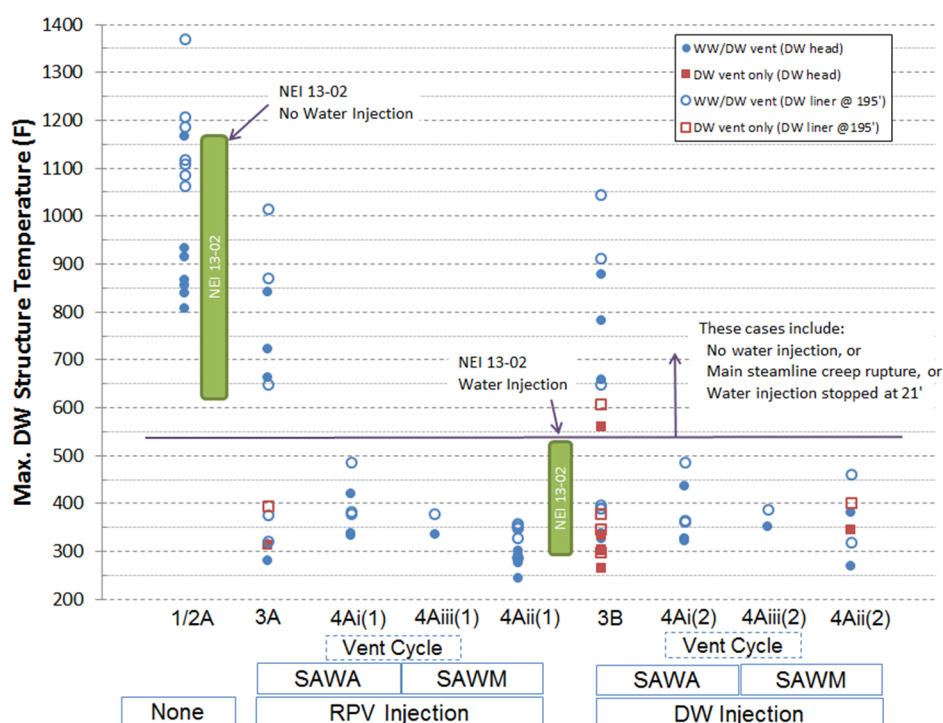 1400
1300
1200
1100
1000
900
800
700
600
500
400
300
200
Max. DW Structure Temperature (F)
WW/DW vent (DW head)
DW vent only (DW head)
WW/DW vent (DW liner @ 195')
DW vent only (DW liner @195')
NEI 13-02
No Water Injection
NEI 13-02
NEI 13-02
Water Injection
NEI 13-02
These cases include:
No water injection, or
Main steamline creep rupture, or
Water injection stopped at 21'
1/2A 3A 4Ai(1) 4Aiii(1) 4Aii(1) 3B 4Ai(2) 4Aiii(2) 4Aii(2)
Vent Cycle Vent Cycle
SAWA SAWM SAWA SAWM
None RPV Injection DW Injection